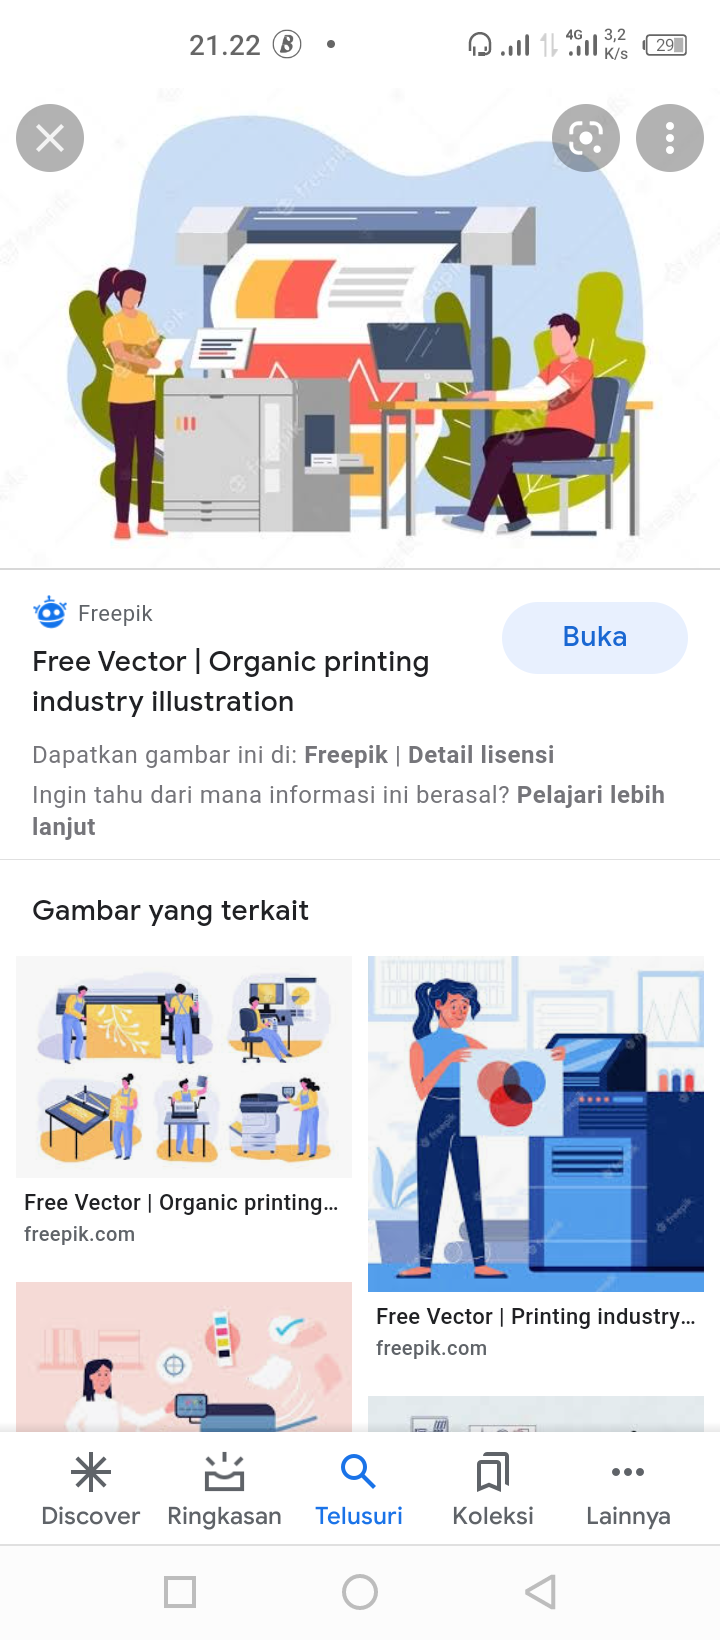 21.22
4G
3,2
K/s
29
freepik
Freepik
Buka
Free Vector | Organic printing
industry illustration
Dapatkan gambar ini di: Freepik | Detail lisensi
Ingin tahu dari mana informasi ini berasal? Pelajari lebih
lanjut
Gambar yang terkait
Free Vector | Organic printing...
freepik.com
Free Vector | Printing industry...
freepik.com
Discover
Ringkasan
Telusuri
Koleksi
Lainnya